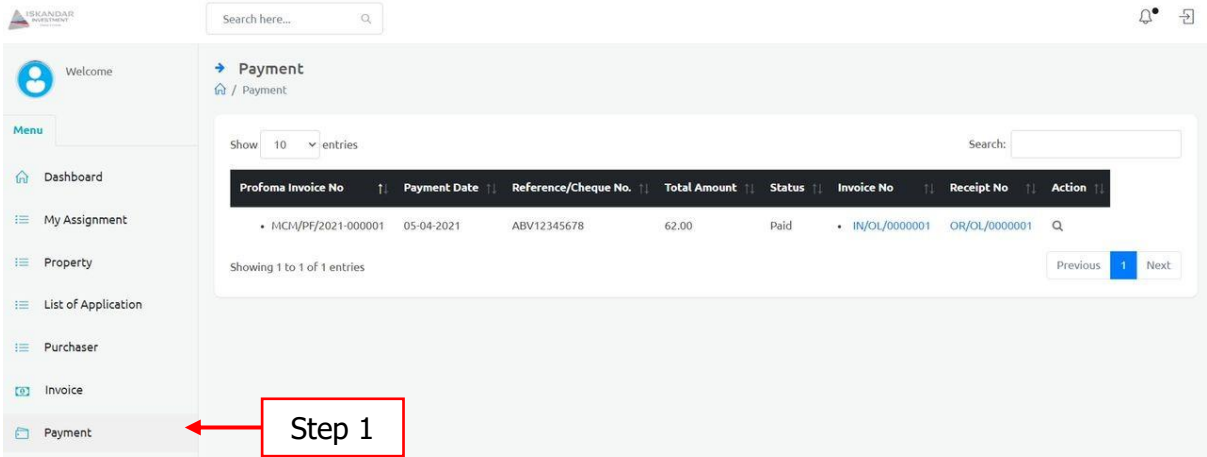 ISKANDAR
INVESTMENT
Search here...
Welcome
Payment
/ Payment
Menu
Show 10 entries
Search:
Profoma Invoice No Payment Date Reference/Cheque No. Total Amount Status Invoice No Receipt No Action
• MCM/PF/2021-000001 05-04-2021 ABV12345678 62.00 Paid • IN/OL/0000001 OR/OL/0000001
Showing 1 to 1 of 1 entries
Previous 1 Next
Dashboard
My Assignment
Property
List of Application
Purchaser
Invoice
Payment
Step 1